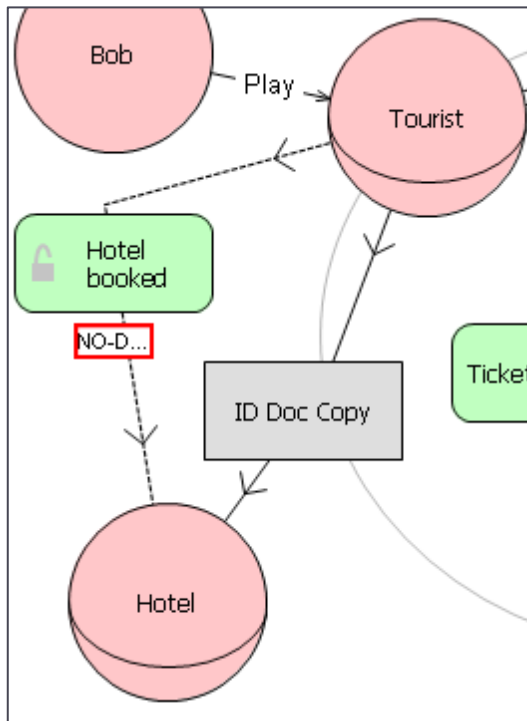 Bob
Play
Tourist
Hotel
booked
NO-D...
Ticket
ID Doc Copy
Hotel